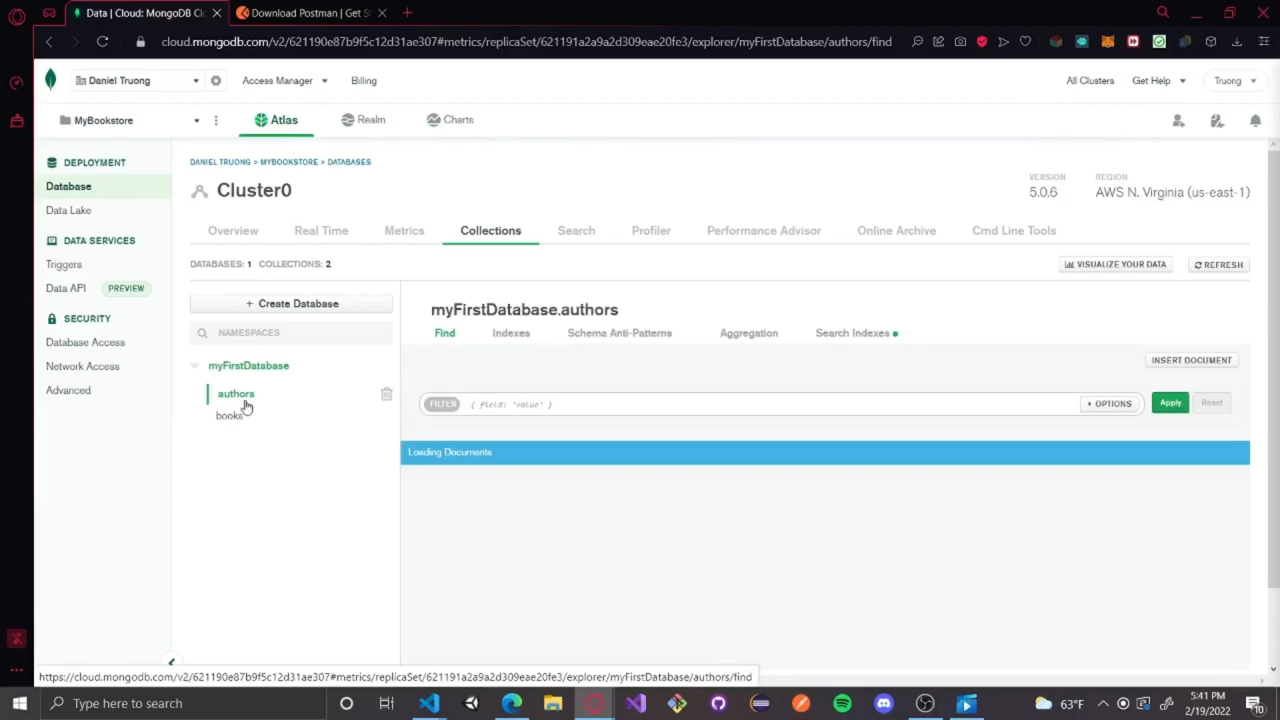 Data | Cloud: MongoDB Cl
Download Postman | Get St
cloud.mongodb.com/v2/621190e87b9f5c12d31ae307#metrics/replicaSet/621191a2a9a2d309eae20fe3/explorer/myFirstDatabase/authors/find
Daniel Truong
Access Manager
Billing
All Clusters
Get Help
Truong
MyBookstore
Atlas
Realm
Charts
DEPLOYMENT
Database
Data Lake
DATA SERVICES
Triggers
Data API PREVIEW
SECURITY
Database Access
Network Access
Advanced
DANIEL TRUONG > MYBOOKSTORE > DATABASES
Cluster0
VERSION
5.0.6
REGION
AWS N. Virginia (us-east-1)
Overview
Real Time
Metrics
Collections
Search
Profiler
Performance Advisor
Online Archive
Cmd Line Tools
DATABASES: 1 COLLECTIONS: 2
VISUALIZE YOUR DATA
REFRESH
+ Create Database
NAMESPACES
myFirstDatabase
authors
books
myFirstDatabase.authors
Find
Indexes
Schema Anti-Patterns
Aggregation
Search Indexes
INSERT DOCUMENT
FILTER { field: 'value' }
OPTIONS
Apply
Reset
Loading Documents
https://cloud.mongodb.com/v2/621190e87b9f5c12d31ae307#metrics/replicaSet/621191a2a9a2d309eae20fe3/explorer/myFirstDatabase/authors/find
Type here to search
63°F
5:41 PM
2/19/2022
10